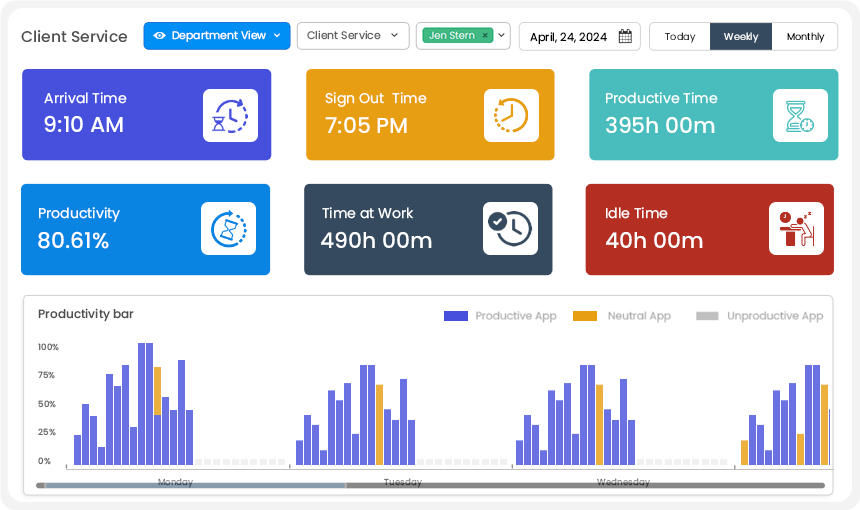 Client Service
Department View
Client Service
Jen Stern ×
April, 24, 2024
Today
Weekly
Monthly
Arrival Time
9:10 AM
Sign Out Time
7:05 PM
Productive Time
395h 00m
Productivity
80.61%
Time at Work
490h 00m
Idle Time
40h 00m
Productivity bar
Productive App
Neutral App
Unproductive App
100%
75%
50%
25%
0%
Monday
Tuesday
Wednesday